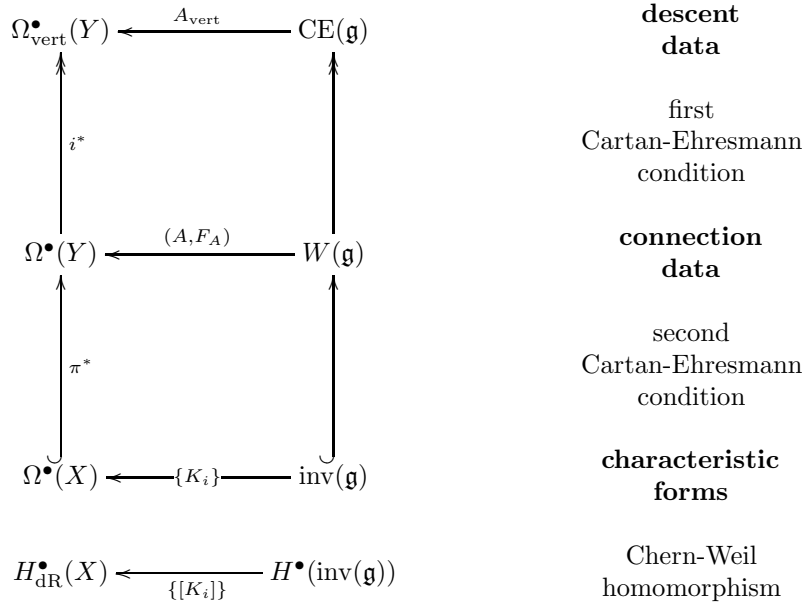 Ω•vert(Y) A_vert CE(𝔤) descent
data
first
i* Cartan-Ehresmann
condition
Ω•(Y) (A,F_A) W(𝔤) connection
data
second
π* Cartan-Ehresmann
condition
Ω•(X) {K_i} inv(𝔤) characteristic
forms
H•dR(X) {[K_i]} H•(inv(𝔤)) Chern-Weil
homomorphism